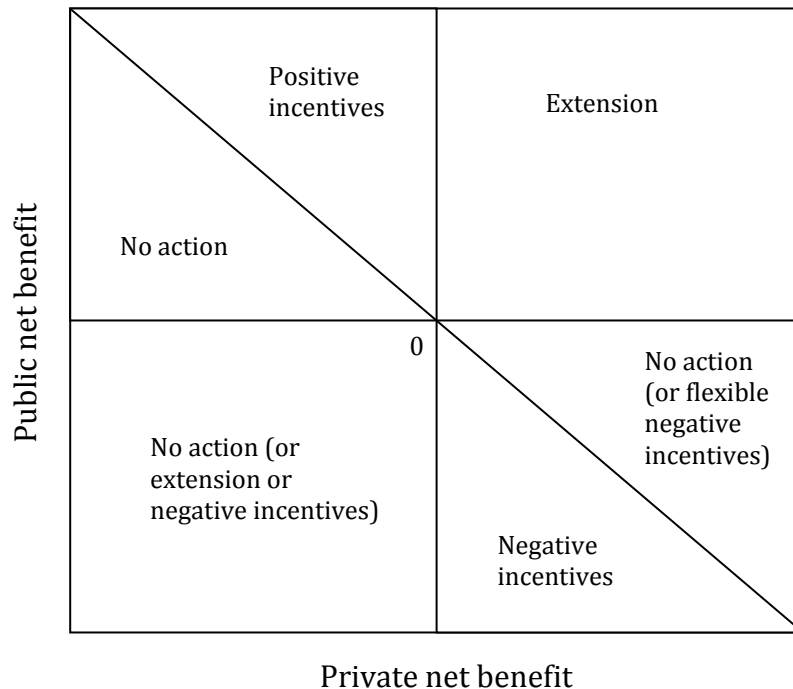 Positive
incentives
Extension
No action
0
No action
(or flexible
negative
incentives)
No action (or
extension or
negative incentives)
Negative
incentives
Public net benefit
Private net benefit